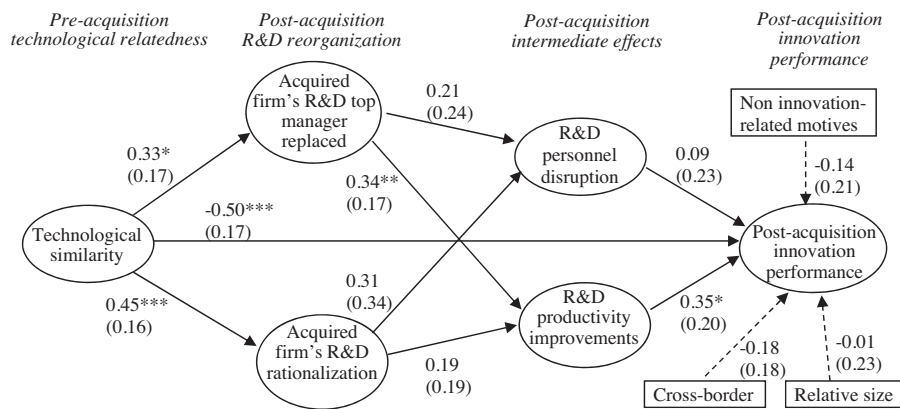 Pre-acquisition
technological relatedness
Post-acquisition
R&D reorganization
Post-acquisition
intermediate effects
Post-acquisition
innovation
performance
Acquired
firm's R&D top
manager
replaced
0.21
(0.24)
Non innovation-
related motives
0.33*
(0.17)
0.34**
(0.17)
R&D
personnel
disruption
0.09
(0.23)
-0.14
(0.21)
-0.50***
(0.17)
Technological
similarity
Post-acquisition
innovation
performance
0.45***
(0.16)
0.31
(0.34)
R&D
productivity
improvements
0.35*
(0.20)
Acquired
firm's R&D
rationalization
0.19
(0.19)
-0.18
(0.18)
-0.01
(0.23)
Cross-border
Relative size